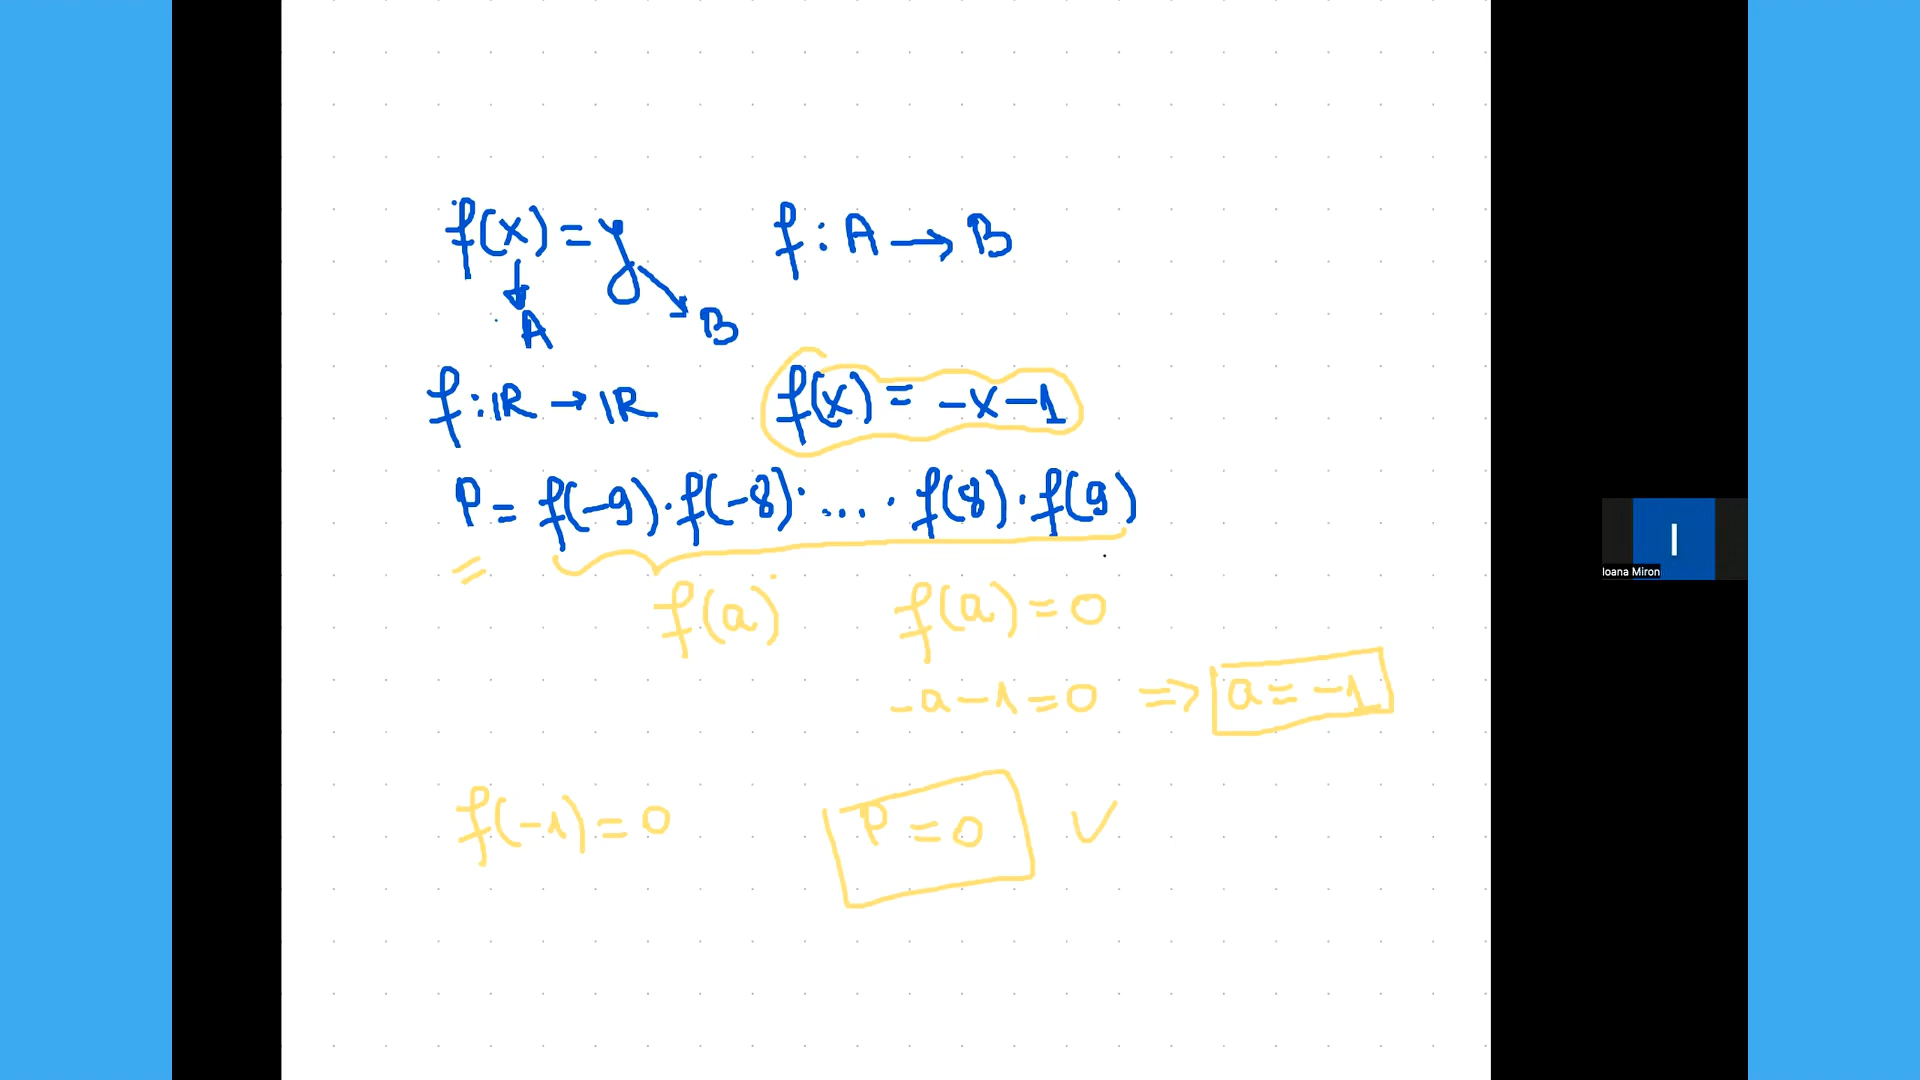 f(x) = y    f : A → B
A    B
f : ℝ → ℝ    f(x) = -x-1
P = f(-9)·f(-8)· ... · f(8)·f(9)
=
f(a)    f(a) = 0
-a-1=0 => a = -1
f(-1) = 0    P = 0 ✓
I
Ioana Miron